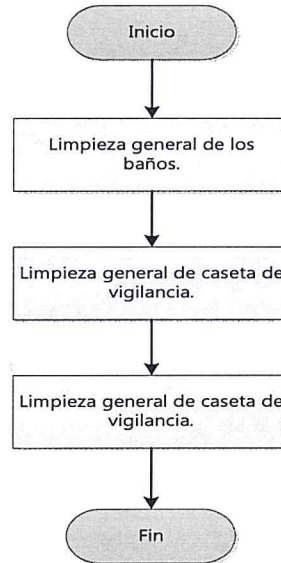 Inicio
Limpieza general de los
baños.
Limpieza general de caseta de
vigilancia.
Limpieza general de caseta de
vigilancia.
Fin